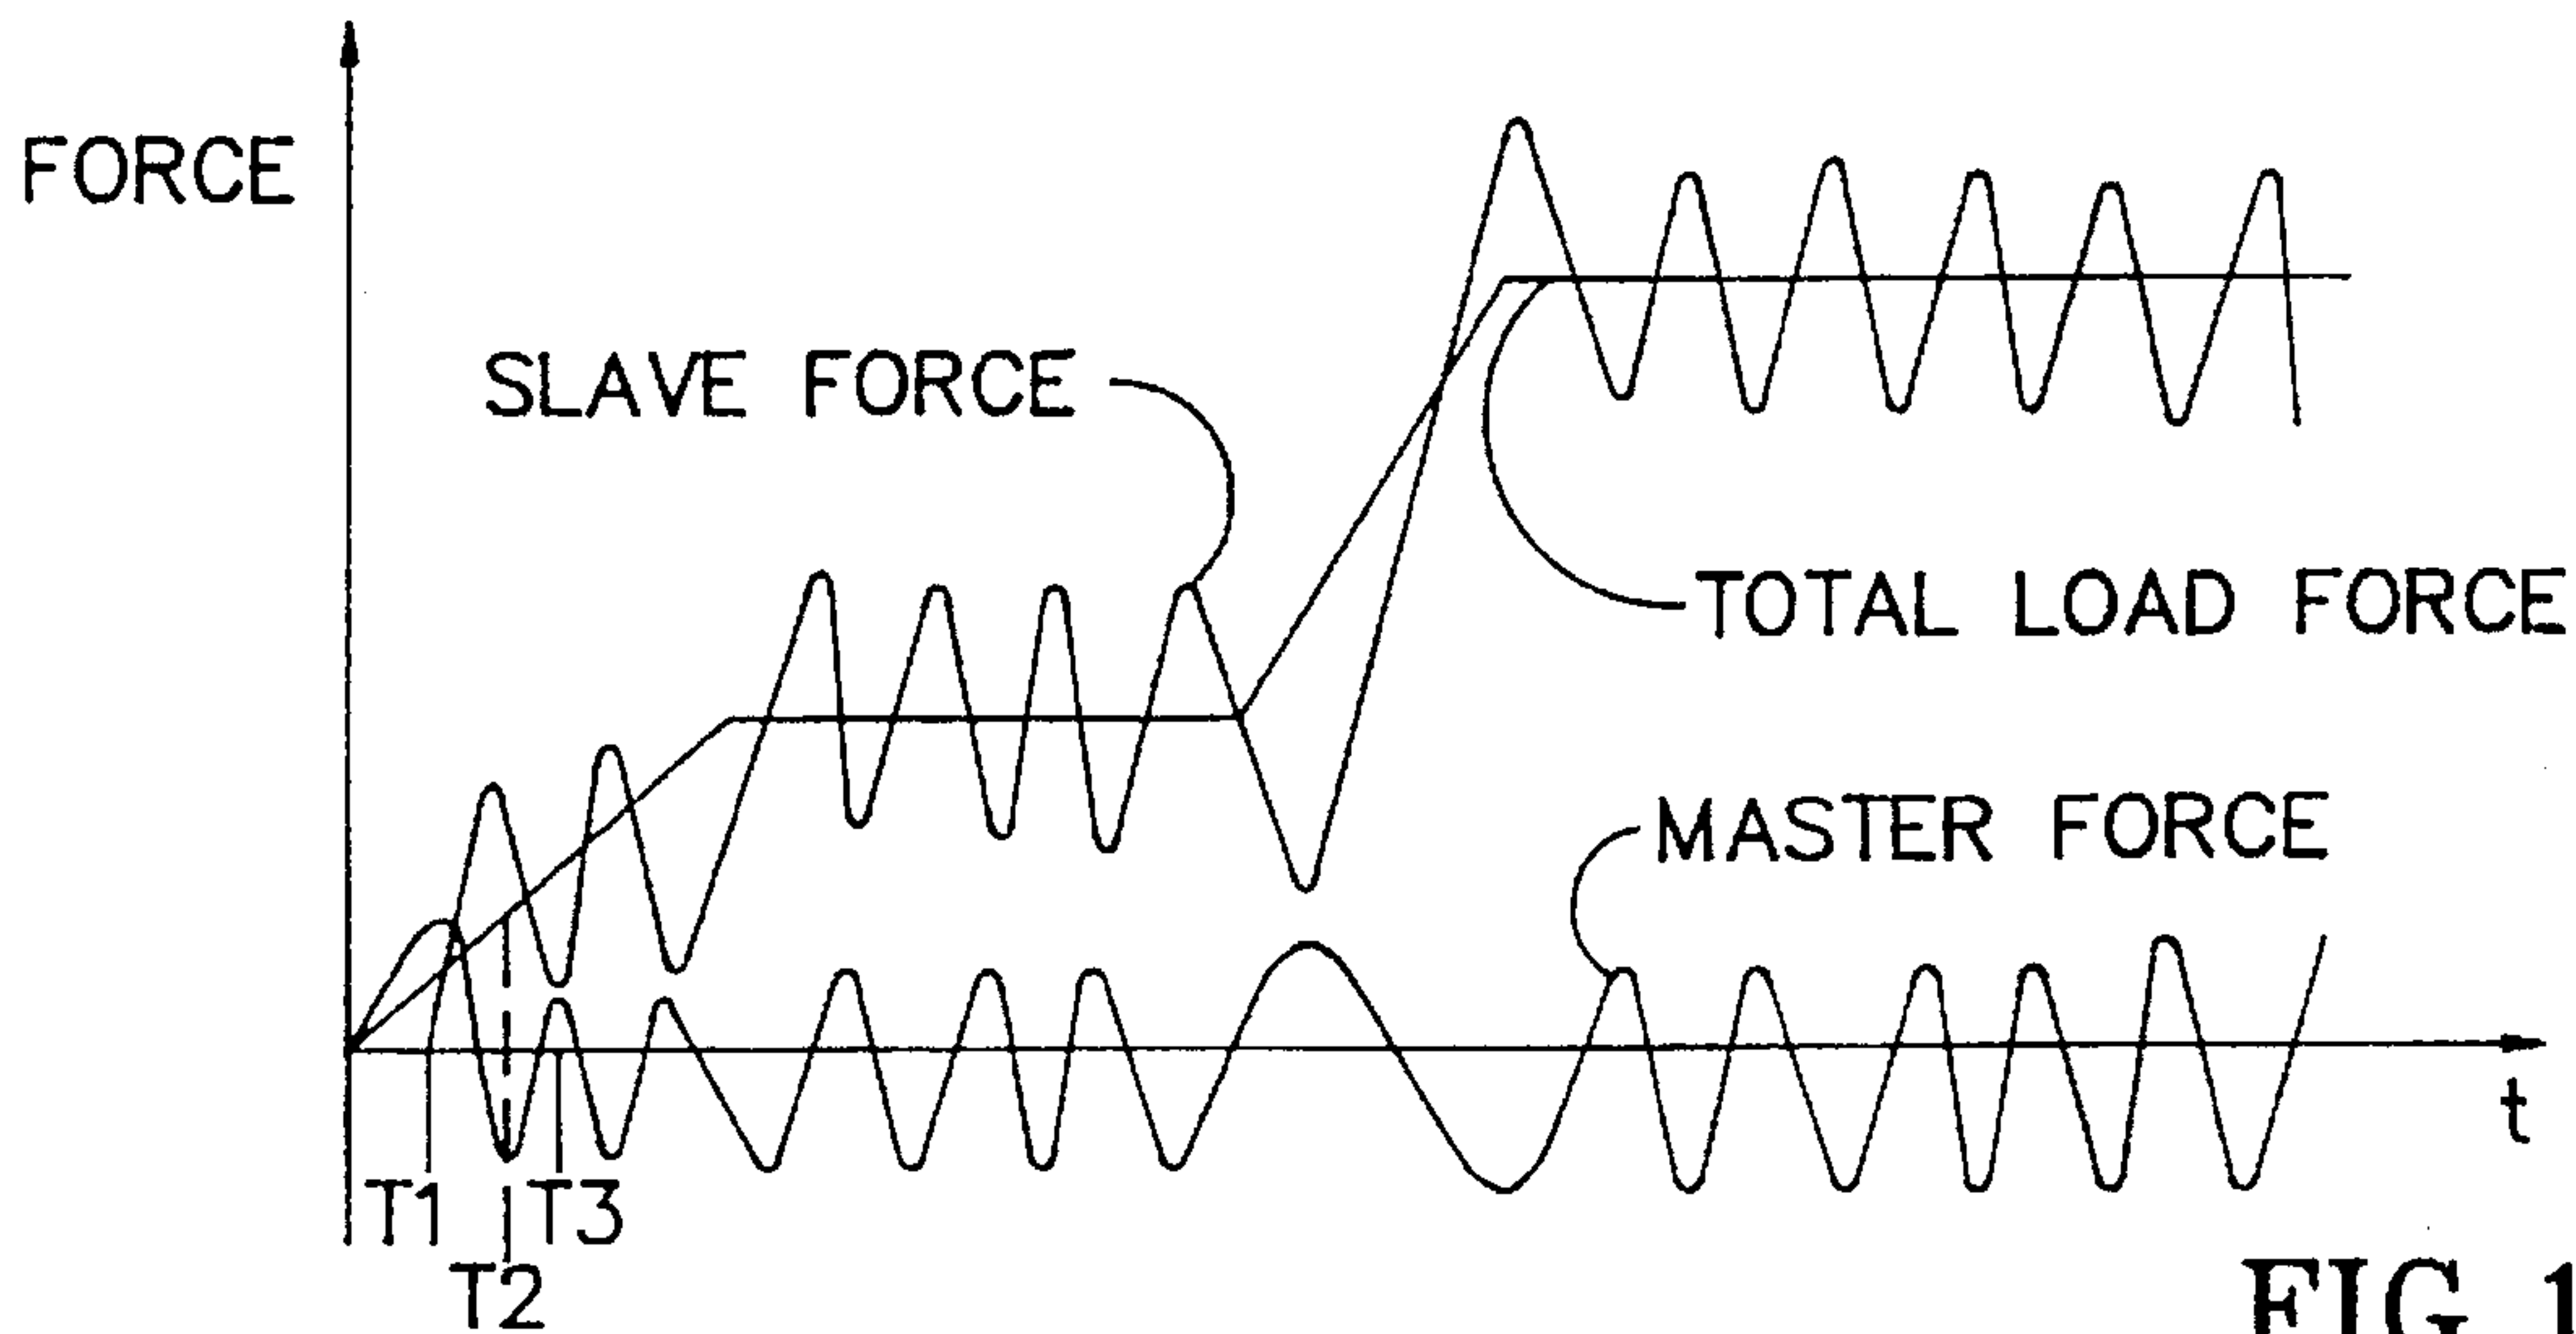 FORCE
SLAVE FORCE
TOTAL LOAD FORCE
MASTER FORCE
t
T1
T3
T2
FIG 1